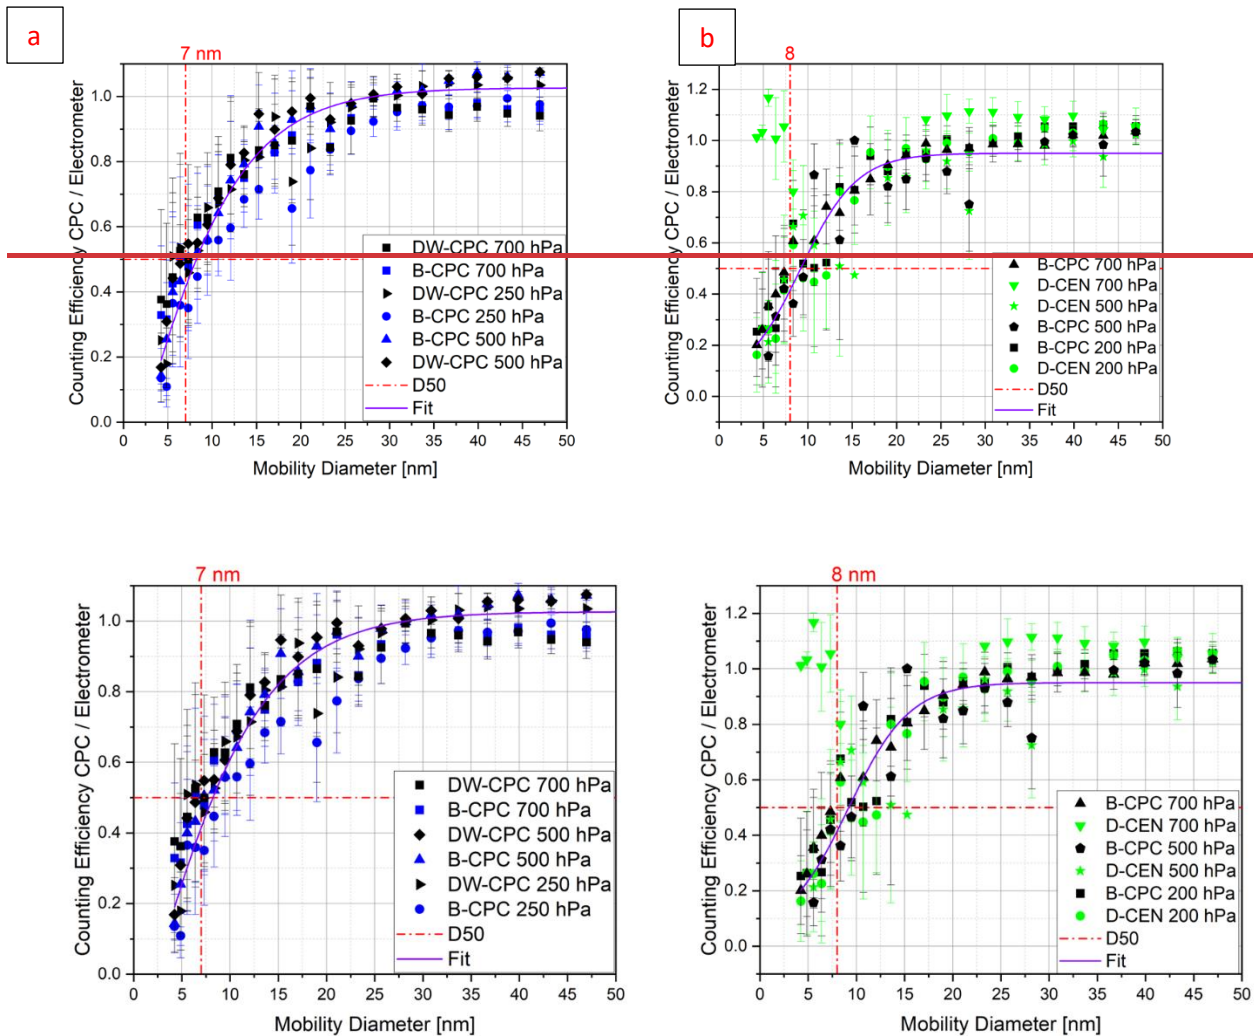 a
7 nm
Counting Efficiency CPC / Electrometer
1.0
0.8
0.6
0.4
0.2
0.0
DW-CPC 700 hPa
B-CPC 700 hPa
DW-CPC 250 hPa
B-CPC 250 hPa
B-CPC 500 hPa
DW-CPC 500 hPa
D50
Fit
0 5 10 15 20 25 30 35 40 45 50
Mobility Diameter [nm]
b
8
Counting Efficiency CPC / Electrometer
1.2
1.0
0.8
0.6
0.4
0.2
0.0
B-CPC 700 hPa
D-CEN 700 hPa
D-CEN 500 hPa
B-CPC 500 hPa
B-CPC 200 hPa
D-CEN 200 hPa
D50
Fit
0 5 10 15 20 25 30 35 40 45 50
Mobility Diameter [nm]
7 nm
Counting Efficiency CPC / Electrometer
1.0
0.8
0.6
0.4
0.2
0.0
DW-CPC 700 hPa
B-CPC 700 hPa
DW-CPC 500 hPa
B-CPC 500 hPa
DW-CPC 250 hPa
B-CPC 250 hPa
D50
Fit
0 5 10 15 20 25 30 35 40 45 50
Mobility Diameter [nm]
8 nm
Counting Efficiency CPC / Electrometer
1.2
1.0
0.8
0.6
0.4
0.2
0.0
B-CPC 700 hPa
D-CEN 700 hPa
B-CPC 500 hPa
D-CEN 500 hPa
B-CPC 200 hPa
D-CEN 200 hPa
D50
Fit
0 5 10 15 20 25 30 35 40 45 50
Mobility Diameter [nm]